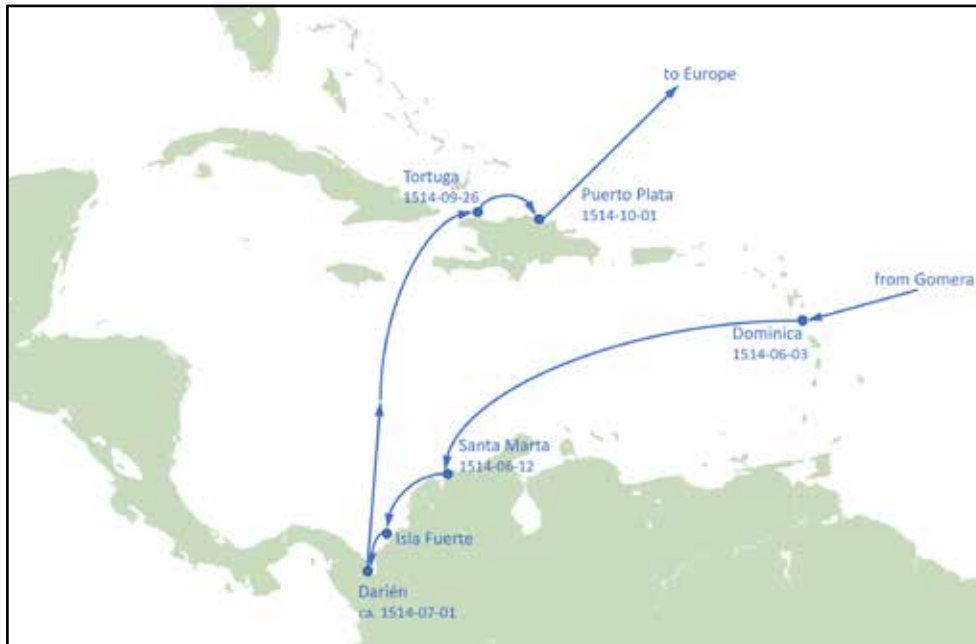 to Europe
Tortuga
1514-09-26
Puerto Plata
1514-10-01
from Gomera
Dominica
1514-06-03
Santa Marta
1514-06-12
Isla Fuerte
Darién
ca. 1514-07-01